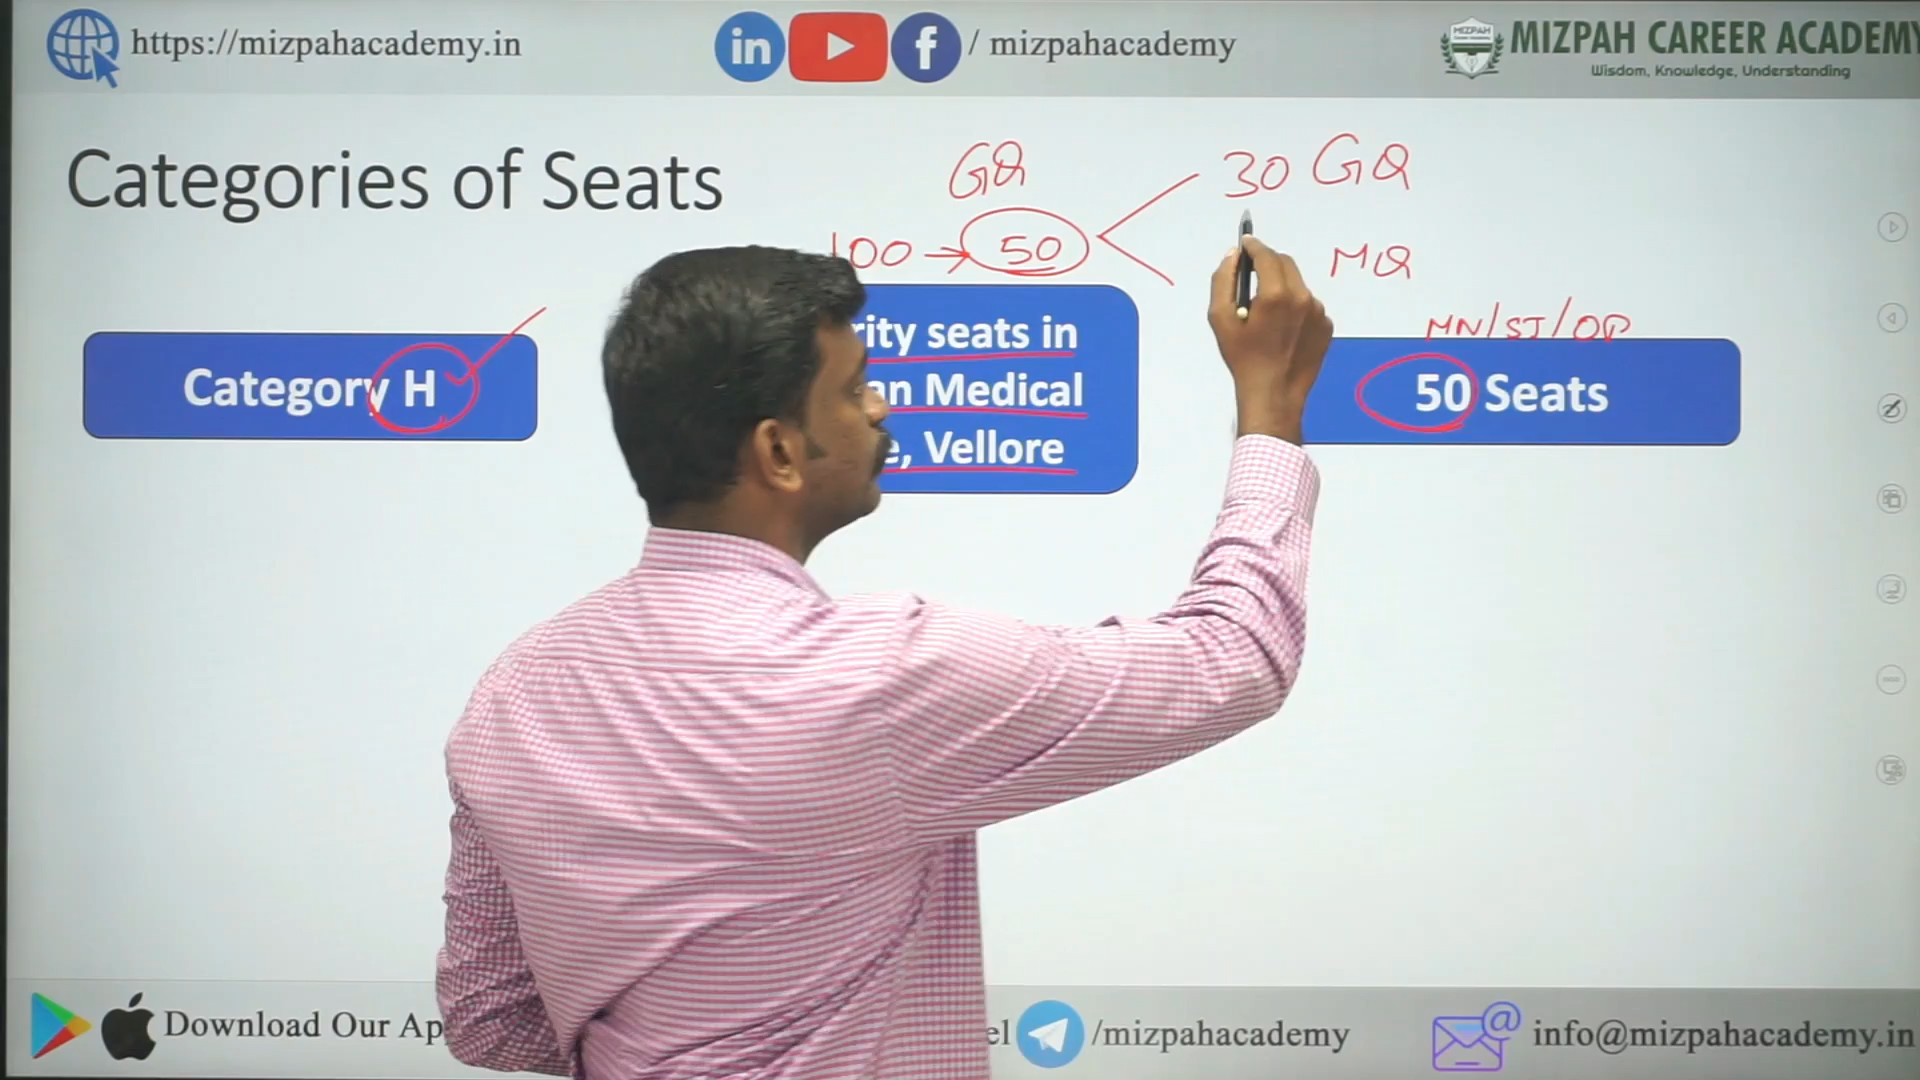 https://mizpahacademy.in
in f / mizpahacademy
MIZPAH CAREER ACADEMY
Wisdom, Knowledge, Understanding
Categories of Seats
GQ
100 → 50
30 GQ
MQ
Category H
rity seats in
an Medical
e, Vellore
MN/SJ/OP
50 Seats
Download Our Ap
el /mizpahacademy
info@mizpahacademy.in